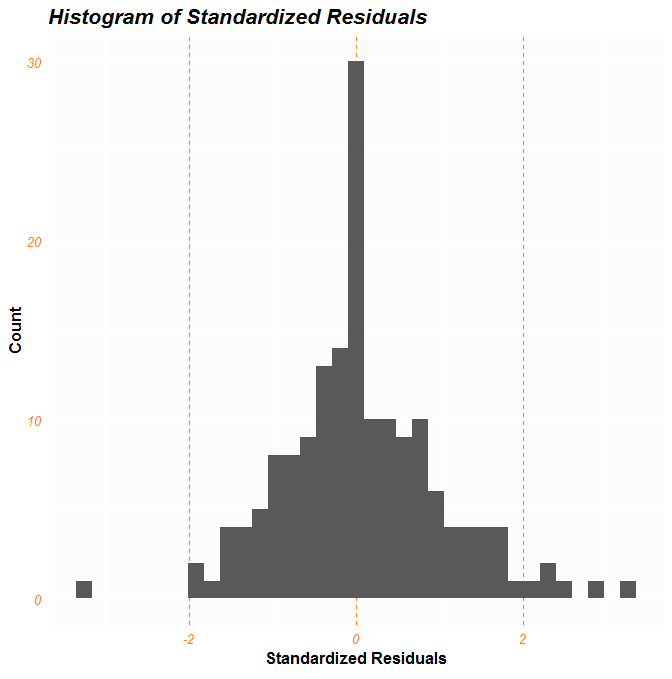 Histogram of Standardized Residuals
30
20
10
0
Count
-2 0 2
Standardized Residuals